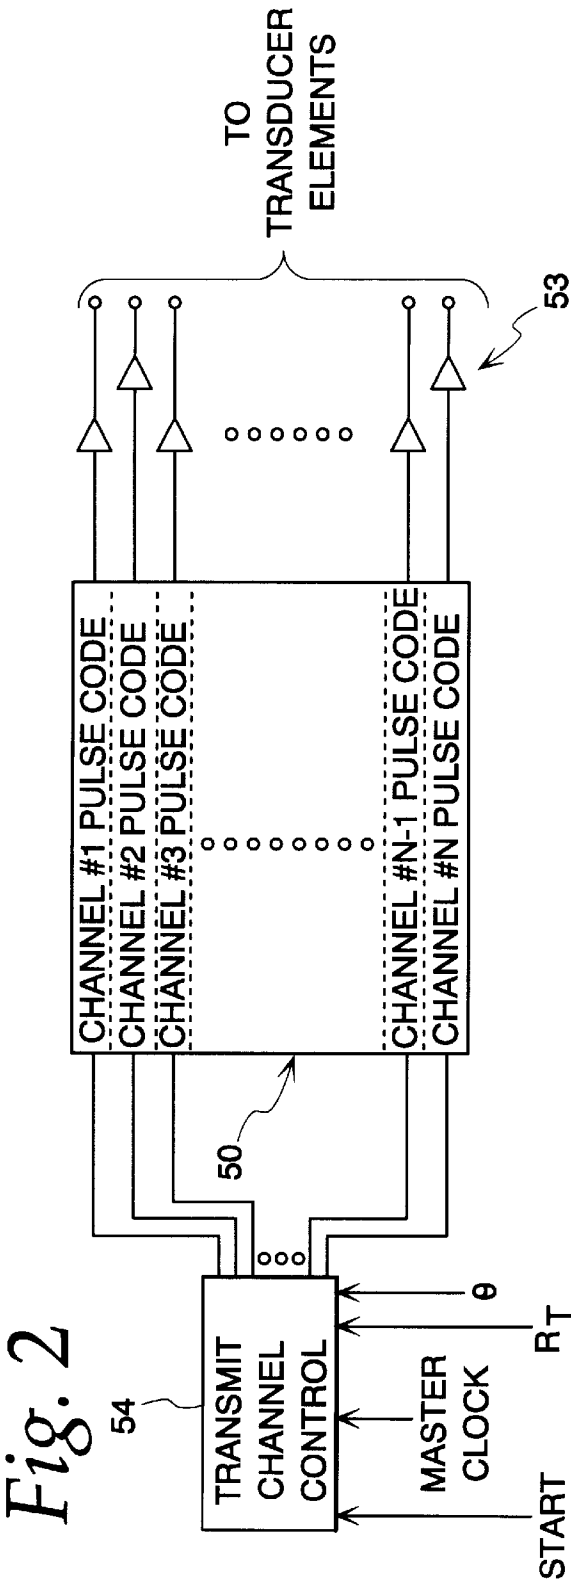 Fig. 2
54
TRANSMIT
CHANNEL
CONTROL
START
MASTER
CLOCK
RT
θ
50
CHANNEL #1 PULSE CODE
CHANNEL #2 PULSE CODE
CHANNEL #3 PULSE CODE
CHANNEL #N-1 PULSE CODE
CHANNEL #N PULSE CODE
53
TO
TRANSDUCER
ELEMENTS